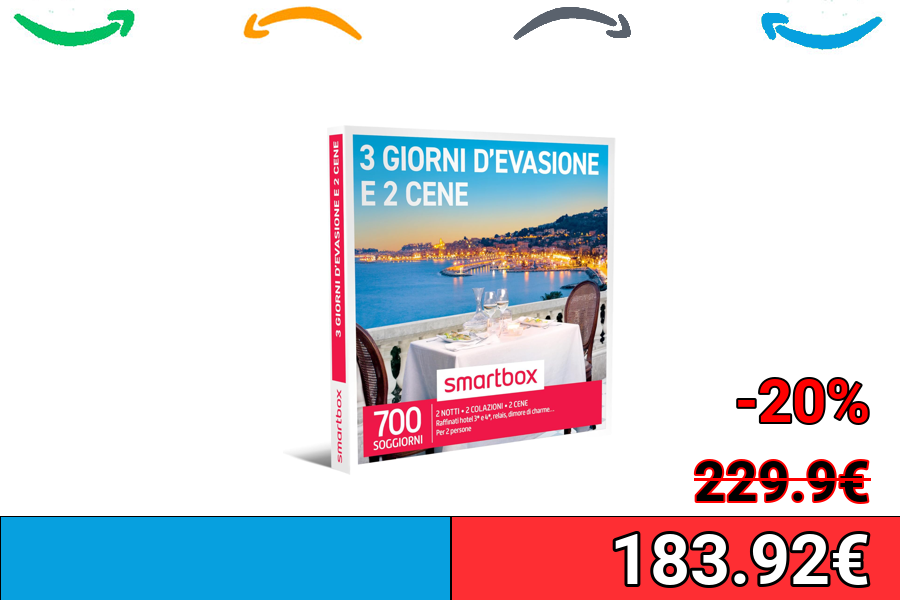 3 GIORNI D'EVASIONE
E 2 CENE
3 GIORNI D'EVASIONE E 2 CENE
smartbox
smartbox
700
SOGGIORNI
2 NOTTI • 2 COLAZIONI • 2 CENE
Raffinati hotel 3* e 4*, relais, dimore di charme...
Per 2 persone
-20%
229.9€
183.92€